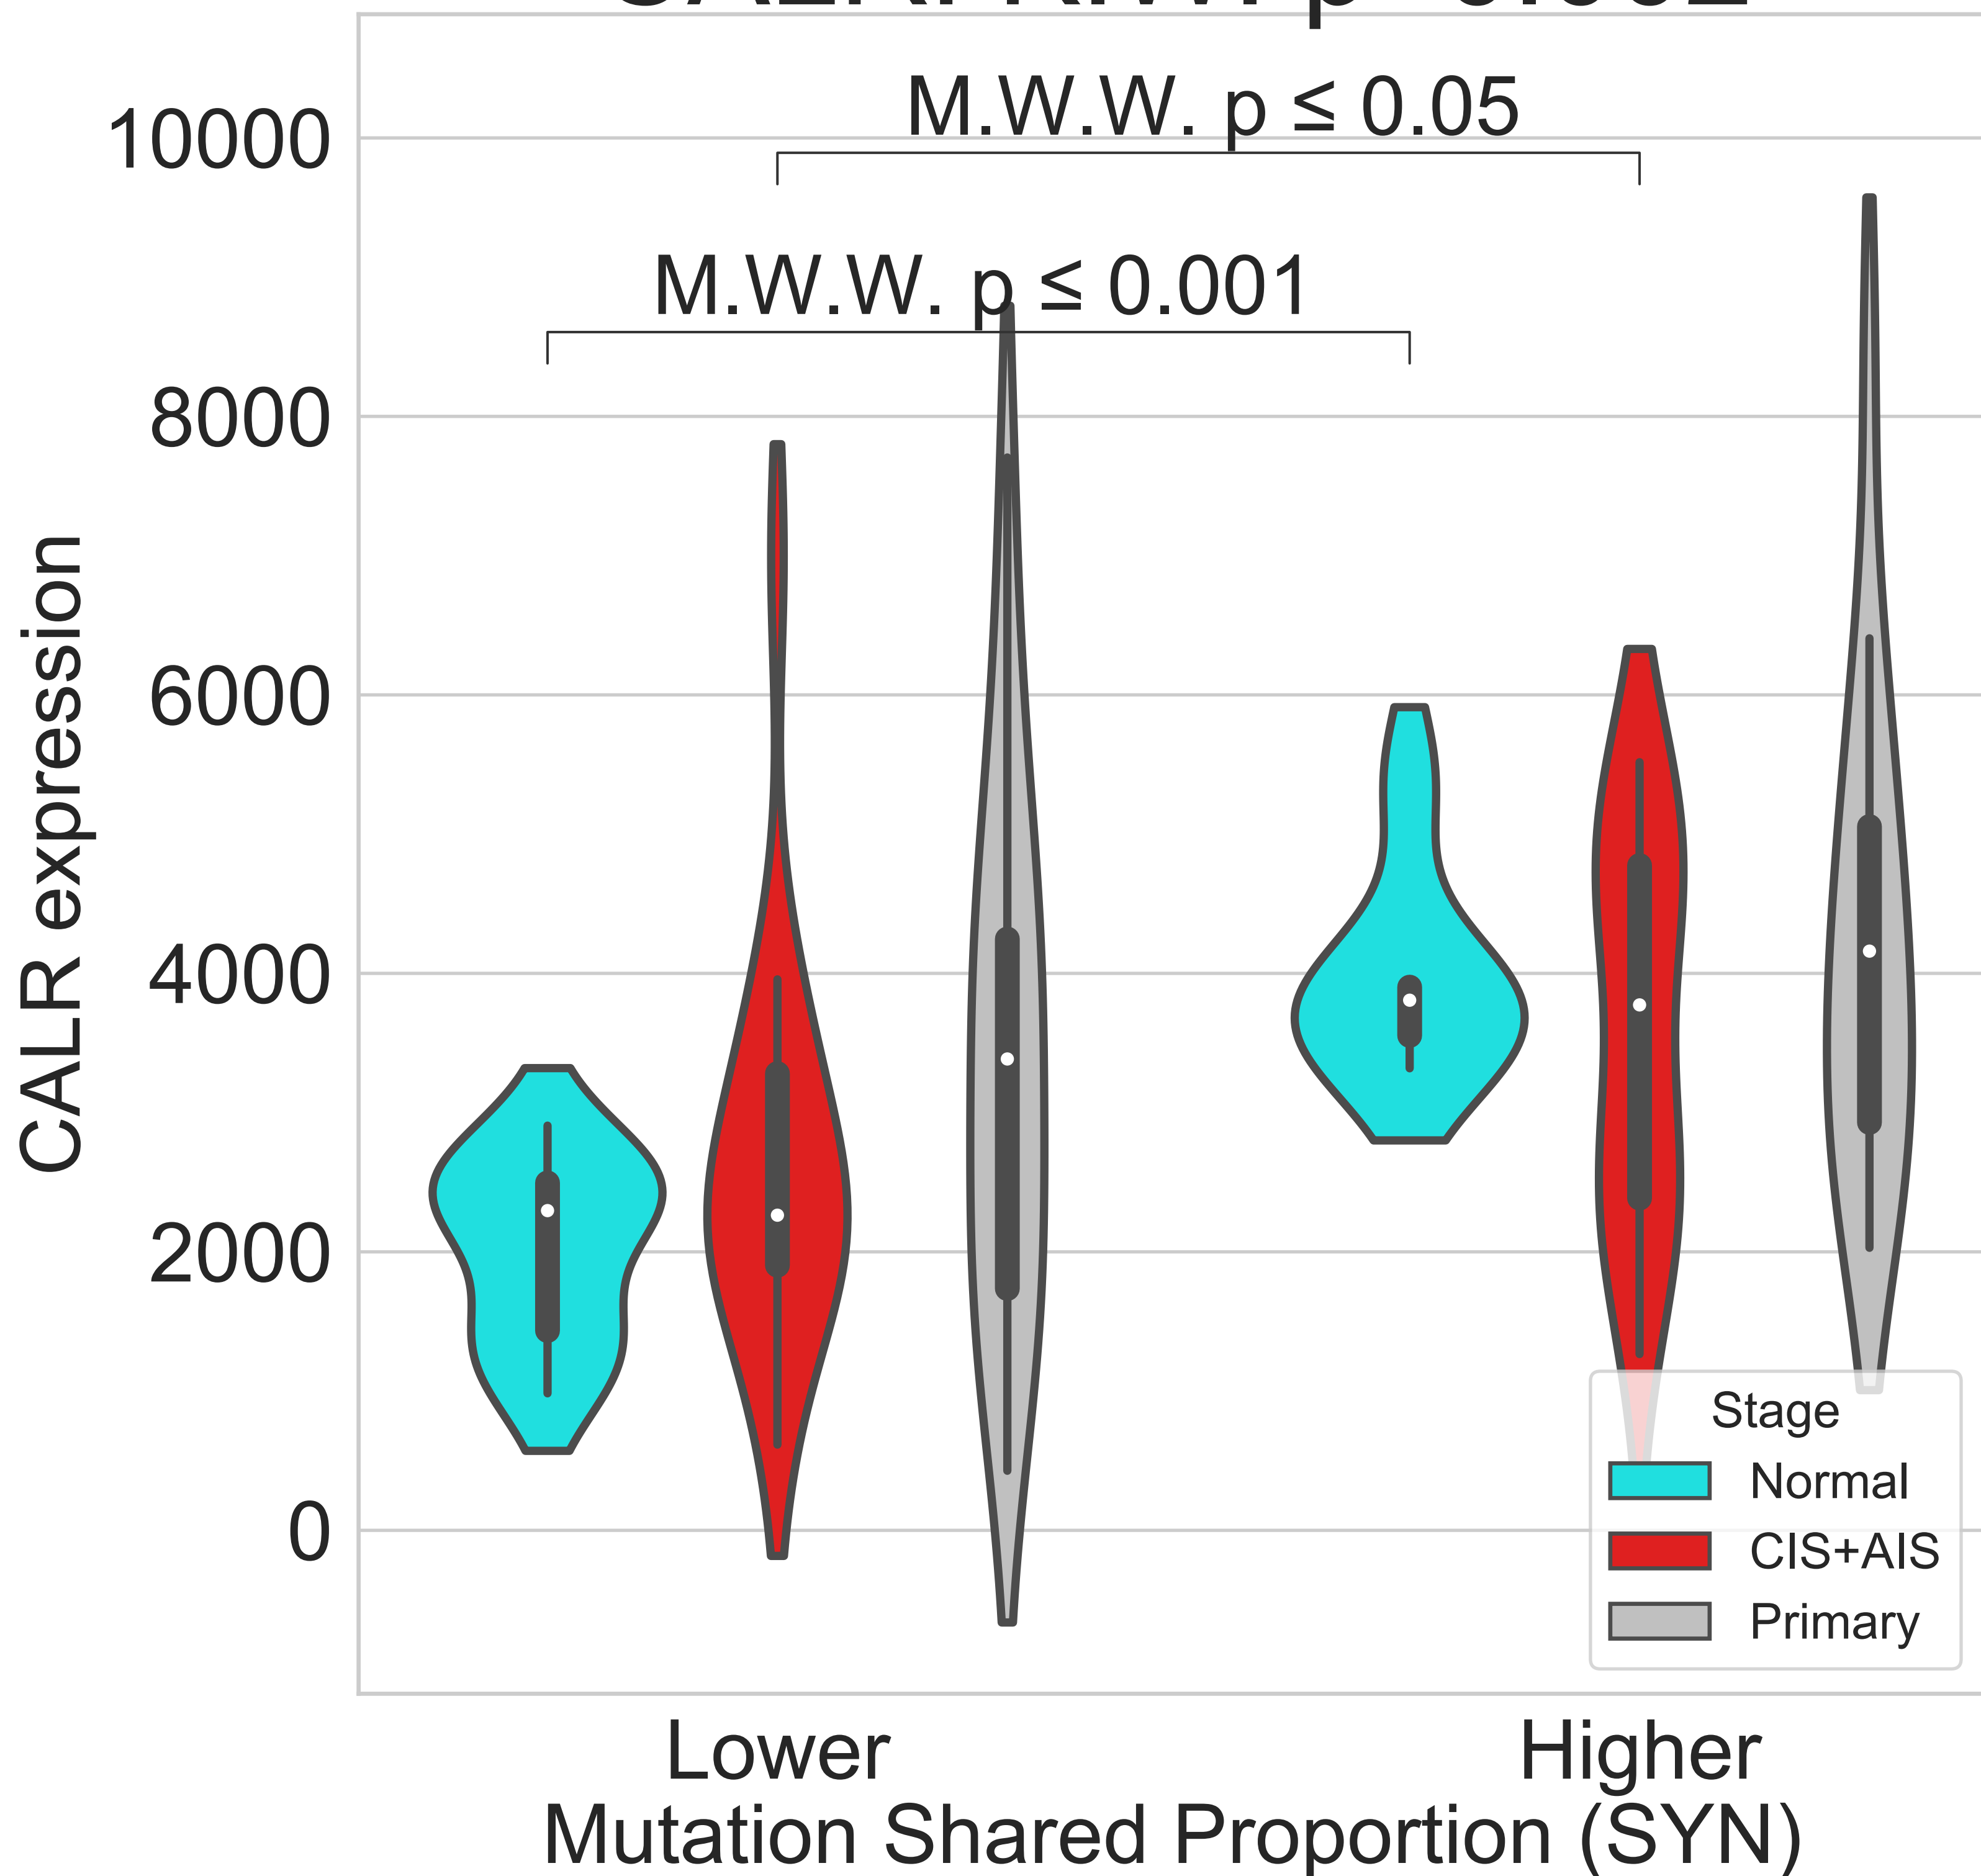 M.W.W. p ≤ 0.05
M.W.W. p ≤ 0.001
10000
8000
6000
4000
2000
0
CALR expression
Stage
Normal
CIS+AIS
Primary
Lower
Higher
Mutation Shared Proportion (SYN)